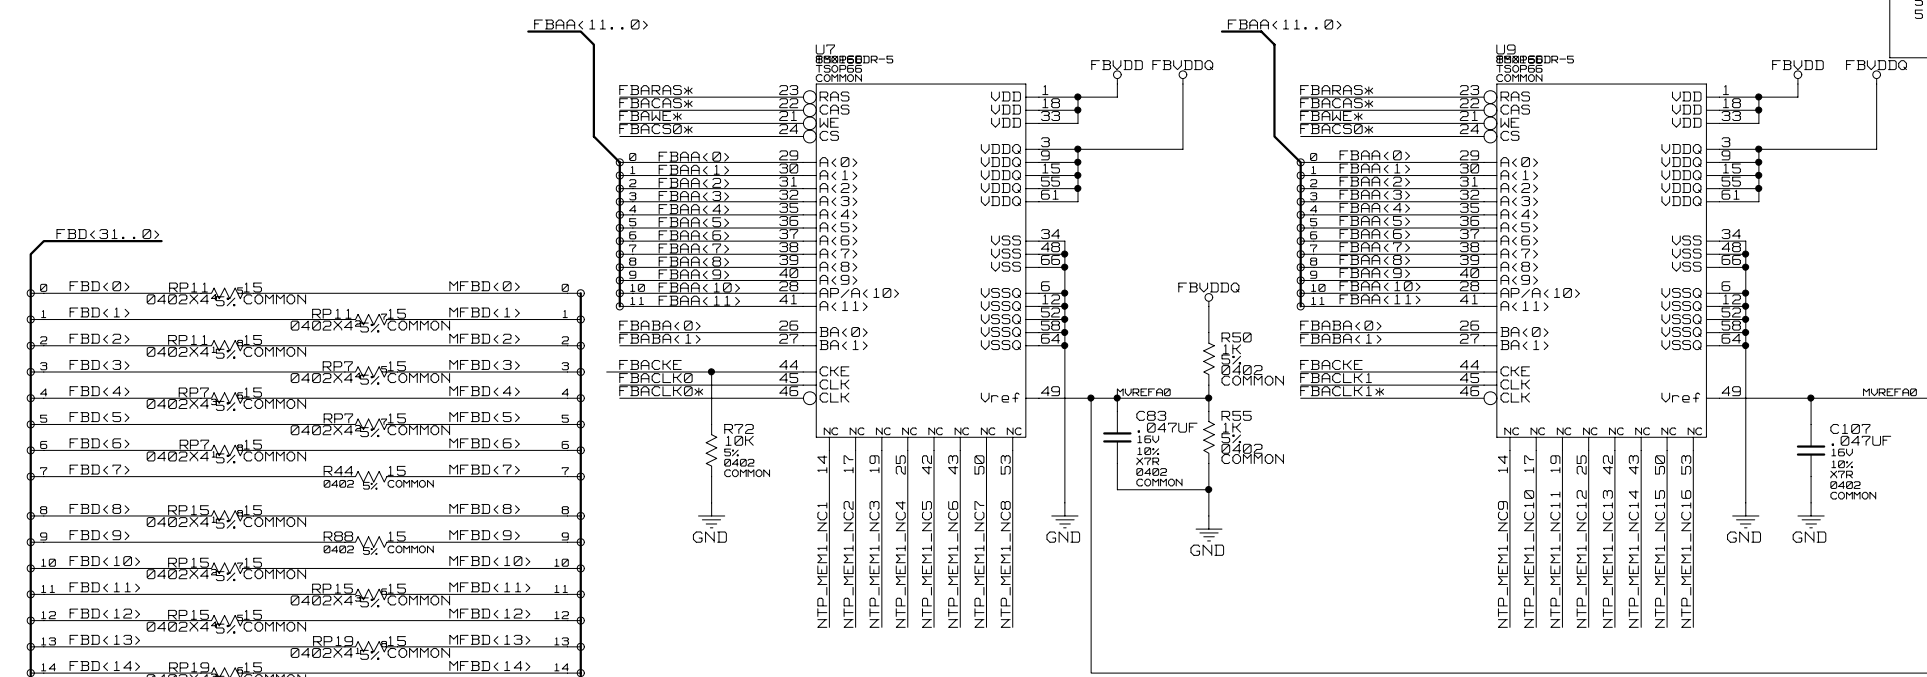 FBAA<11..0>
FBAA<11..0>
5
5
U7
TSOP66
COMMON
FBVDD FBVDDQ
FBARAS* 23 RAS
FBACAS* 22 CAS
FBAWE* 21 WE
FBACS0* 24 CS
0 FBAA<0> 29 A<0>
1 FBAA<1> 30 A<1>
2 FBAA<2> 31 A<2>
3 FBAA<3> 32 A<3>
4 FBAA<4> 35 A<4>
5 FBAA<5> 36 A<5>
6 FBAA<6> 37 A<6>
7 FBAA<7> 38 A<7>
8 FBAA<8> 39 A<8>
9 FBAA<9> 40 A<9>
10 FBAA<10> 28 AP/A<10>
11 FBAA<11> 41 A<11>
FBABA<0> 26 BA<0>
FBABA<1> 27 BA<1>
FBACKE 44 CKE
FBACLK0 45 CLK
FBACLK0* 46 CLK
VDD 1
VDD 18
VDD 33
VDDQ 3
VDDQ 9
VDDQ 15
VDDQ 55
VDDQ 61
VSS 34
VSS 48
VSS 66
VSSQ 6
VSSQ 12
VSSQ 52
VSSQ 58
VSSQ 64
Vref 49 MVREFA0
NC NC NC NC NC NC NC NC
14 17 19 25 42 43 50 53
NTP_MEM1_NC1
NTP_MEM1_NC2
NTP_MEM1_NC3
NTP_MEM1_NC4
NTP_MEM1_NC5
NTP_MEM1_NC6
NTP_MEM1_NC7
NTP_MEM1_NC8
R72
10K
5%
0402
COMMON
GND
GND
FBVDDQ
R50
1K
5%
0402
COMMON
C83
.047UF
16V
10%
X7R
0402
COMMON
R55
1K
5%
0402
COMMON
GND
U9
TSOP66
COMMON
FBVDD FBVDDQ
FBARAS* 23 RAS
FBACAS* 22 CAS
FBAWE* 21 WE
FBACS0* 24 CS
0 FBAA<0> 29 A<0>
1 FBAA<1> 30 A<1>
2 FBAA<2> 31 A<2>
3 FBAA<3> 32 A<3>
4 FBAA<4> 35 A<4>
5 FBAA<5> 36 A<5>
6 FBAA<6> 37 A<6>
7 FBAA<7> 38 A<7>
8 FBAA<8> 39 A<8>
9 FBAA<9> 40 A<9>
10 FBAA<10> 28 AP/A<10>
11 FBAA<11> 41 A<11>
FBABA<0> 26 BA<0>
FBABA<1> 27 BA<1>
FBACKE 44 CKE
FBACLK1 45 CLK
FBACLK1* 46 CLK
VDD 1
VDD 18
VDD 33
VDDQ 3
VDDQ 9
VDDQ 15
VDDQ 55
VDDQ 61
VSS 34
VSS 48
VSS 66
VSSQ 6
VSSQ 12
VSSQ 52
VSSQ 58
VSSQ 64
Vref 49 MVREFA0
NC NC NC NC NC NC NC NC
14 17 19 25 42 43 50 53
NTP_MEM1_NC9
NTP_MEM1_NC10
NTP_MEM1_NC11
NTP_MEM1_NC12
NTP_MEM1_NC13
NTP_MEM1_NC14
NTP_MEM1_NC15
NTP_MEM1_NC16
C107
.047UF
16V
10%
X7R
0402
COMMON
GND GND
FBD<31..0>
0 FBD<0> RP11 15 MFBD<0> 0
0402X4 5% COMMON
1 FBD<1> RP11 15 MFBD<1> 1
0402X4 5% COMMON
2 FBD<2> RP11 15 MFBD<2> 2
0402X4 5% COMMON
3 FBD<3> RP7 15 MFBD<3> 3
0402X4 5% COMMON
4 FBD<4> RP7 15 MFBD<4> 4
0402X4 5% COMMON
5 FBD<5> RP7 15 MFBD<5> 5
0402X4 5% COMMON
6 FBD<6> RP7 15 MFBD<6> 6
0402X4 5% COMMON
7 FBD<7> R44 15 MFBD<7> 7
0402 5% COMMON
8 FBD<8> RP15 15 MFBD<8> 8
0402X4 5% COMMON
9 FBD<9> R88 15 MFBD<9> 9
0402 5% COMMON
10 FBD<10> RP15 15 MFBD<10> 10
0402X4 5% COMMON
11 FBD<11> RP15 15 MFBD<11> 11
0402X4 5% COMMON
12 FBD<12> RP15 15 MFBD<12> 12
0402X4 5% COMMON
13 FBD<13> RP19 15 MFBD<13> 13
0402X4 5% COMMON
14 FBD<14> RP19 15 MFBD<14> 14
0402X4 5% COMMON